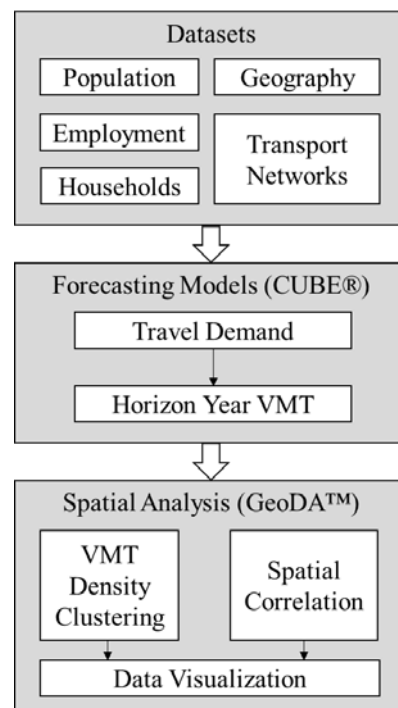 Datasets
Population
Geography
Employment
Households
Transport
Networks
Forecasting Models (CUBE®)
Travel Demand
Horizon Year VMT
Spatial Analysis (GeoDA™)
VMT
Density
Clustering
Spatial
Correlation
Data Visualization